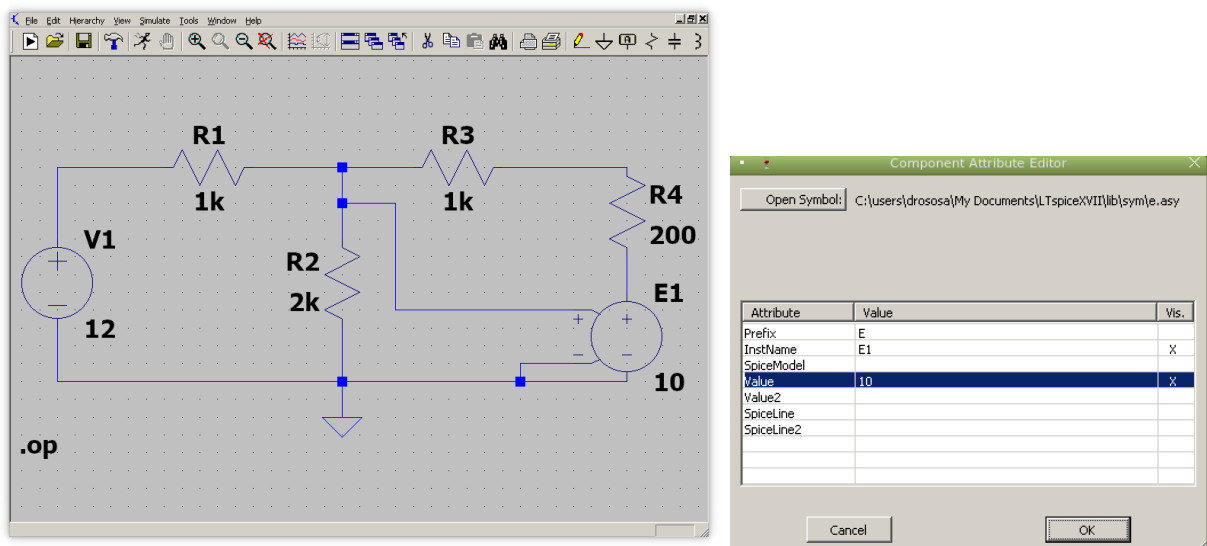 File Edit Hierarchy View Simulate Tools Window Help
R1
1k
R3
1k
R4
200
V1
12
R2
2k
E1
10
.op
Component Attribute Editor
Open Symbol: C:\users\drososa\My Documents\LTspiceXVII\lib\sym\e.asy
Attribute Value Vis.
Prefix E
InstName E1 X
SpiceModel
Value 10 X
Value2
SpiceLine
SpiceLine2
Cancel OK